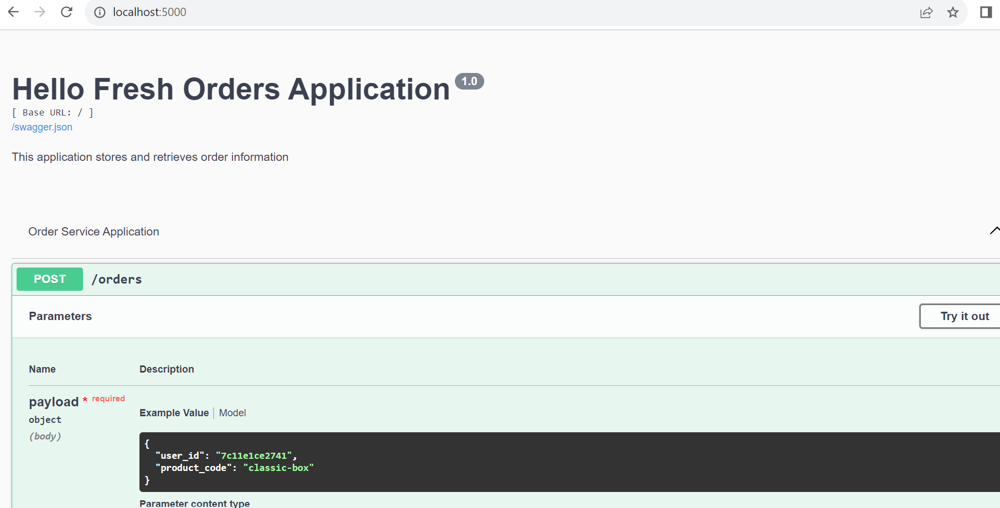 localhost:5000
Hello Fresh Orders Application 1.0
[ Base URL: / ]
/swagger.json
This application stores and retrieves order information
Order Service Application
POST /orders
Parameters
Try it out
Name Description
payload * required
object
(body)
Example Value | Model
{
"user_id": "7c11e1ce2741",
"product_code": "classic-box"
}
Parameter content type